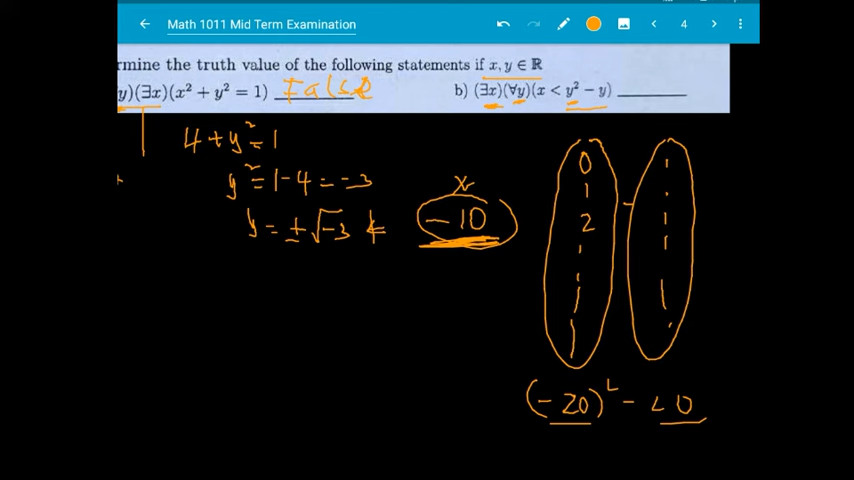 Math 1011 Mid Term Examination
4
rmine the truth value of the following statements if x, y ∈ ℝ
y)(∃x)(x² + y² = 1) False
b) (∃x)(∀y)(x < y² − y)
4 + y² = 1
y² = 1 - 4 = -3
y = ± √-3
x
-10
0
1
2
-
(-20)² -